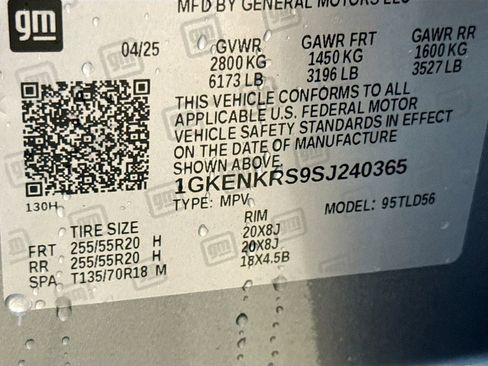 MFD BY GENERAL MOTORS LLC
gm
04/25 GVWR GAWR FRT GAWR RR
2800 KG 1450 KG 1600 KG
6173 LB 3196 LB 3527 LB
THIS VEHICLE CONFORMS TO ALL
APPLICABLE U.S. FEDERAL MOTOR
VEHICLE SAFETY STANDARDS IN EFFECT
ON THE DATE OF MANUFACTURE
SHOWN ABOVE.
1GKENKRS9SJ240365
130H TYPE: MPV MODEL: 95TLD56
TIRE SIZE RIM
FRT 255/55R20 H 20X8J
RR 255/55R20 H 20X8J
SPA T135/70R18 M 18X4.5B